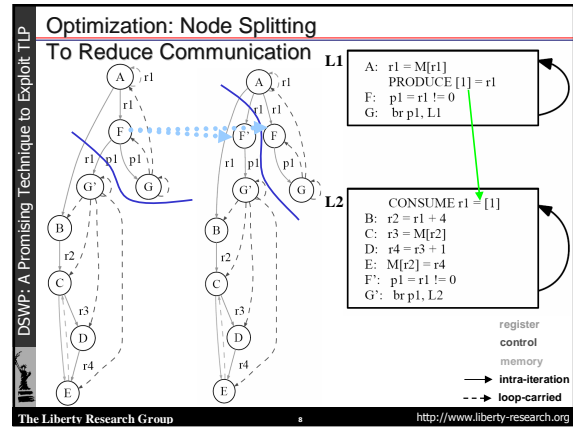 Optimization: Node Splitting
To Reduce Communication
DSWP: A Promising Technique to Exploit TLP
A
r1
r1
F
r1
p1
G'
G
B
r2
C
r3
D
r4
E
A
r1
r1
r1
F'
F
r1
p1
p1
G'
G
B
r2
C
r3
D
r4
E
L1
A: r1 = M[r1]
PRODUCE [1] = r1
F: p1 = r1 != 0
G: br p1, L1
L2
CONSUME r1 = [1]
B: r2 = r1 + 4
C: r3 = M[r2]
D: r4 = r3 + 1
E: M[r2] = r4
F': p1 = r1 != 0
G': br p1, L2
register
control
memory
intra-iteration
loop-carried
The Liberty Research Group
8
http://www.liberty-research.org